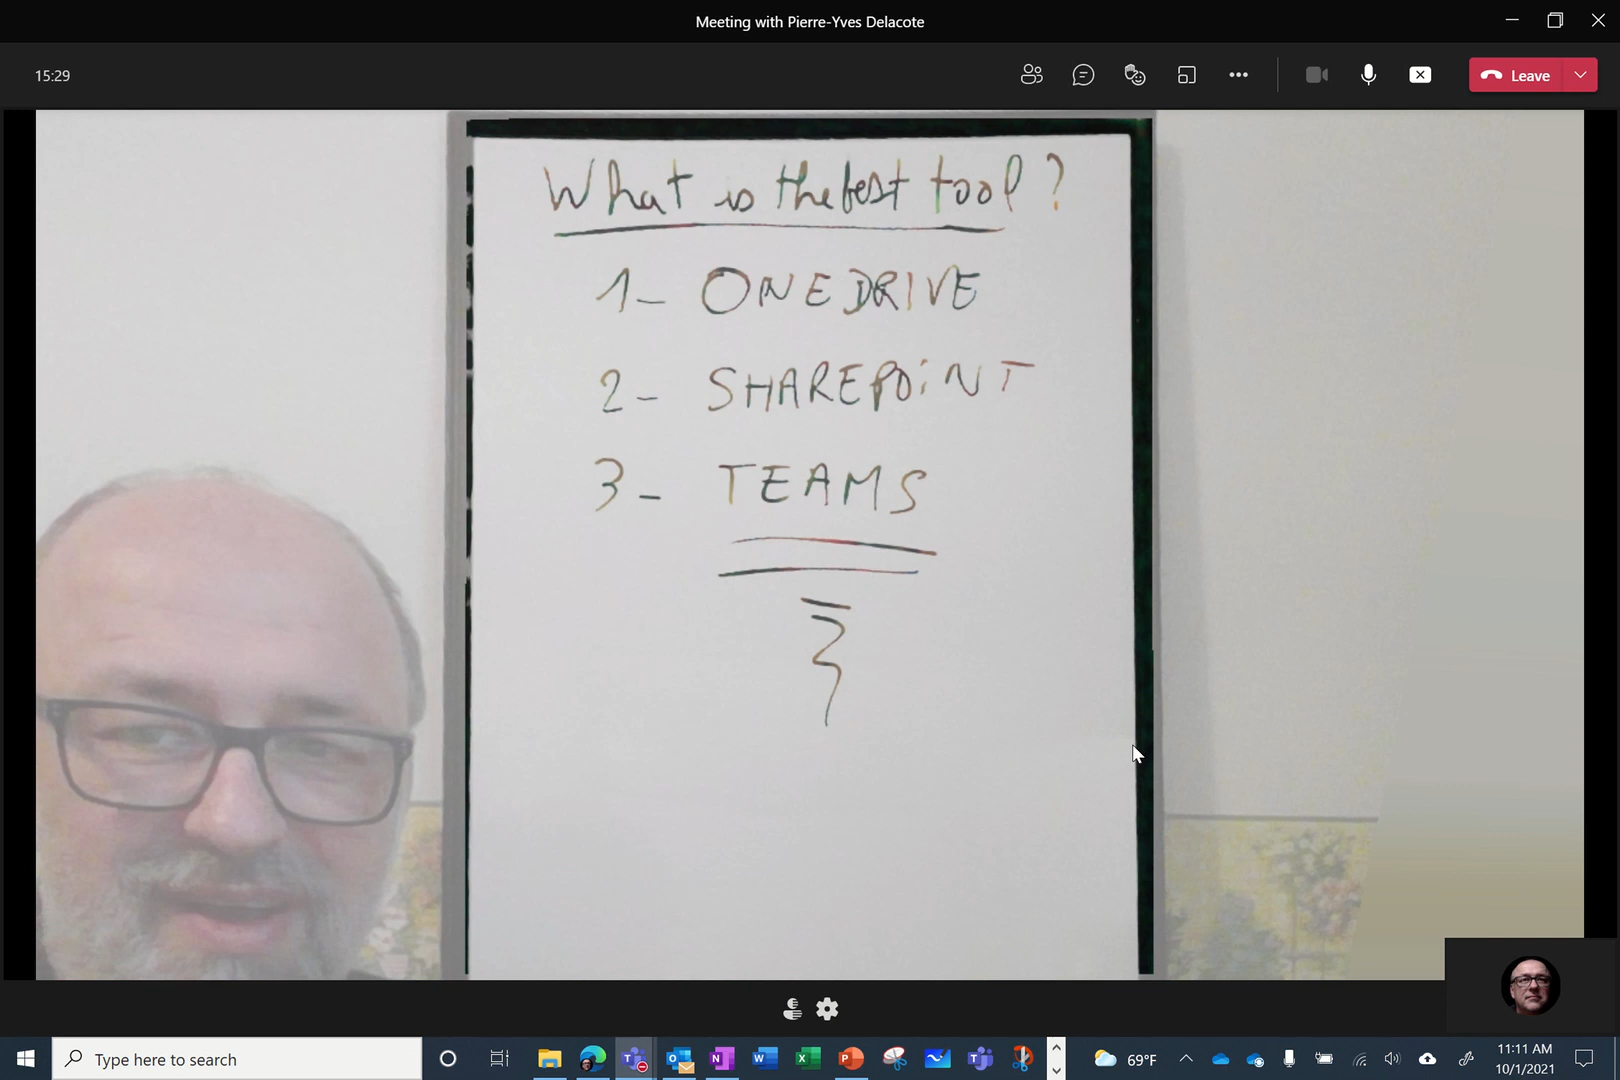 Meeting with Pierre-Yves Delacote
15:29
Leave
What is the best tool?
1- ONEDRIVE
2- SHAREPOiNT
3- TEAMS
Type here to search
69°F
11:11 AM
10/1/2021